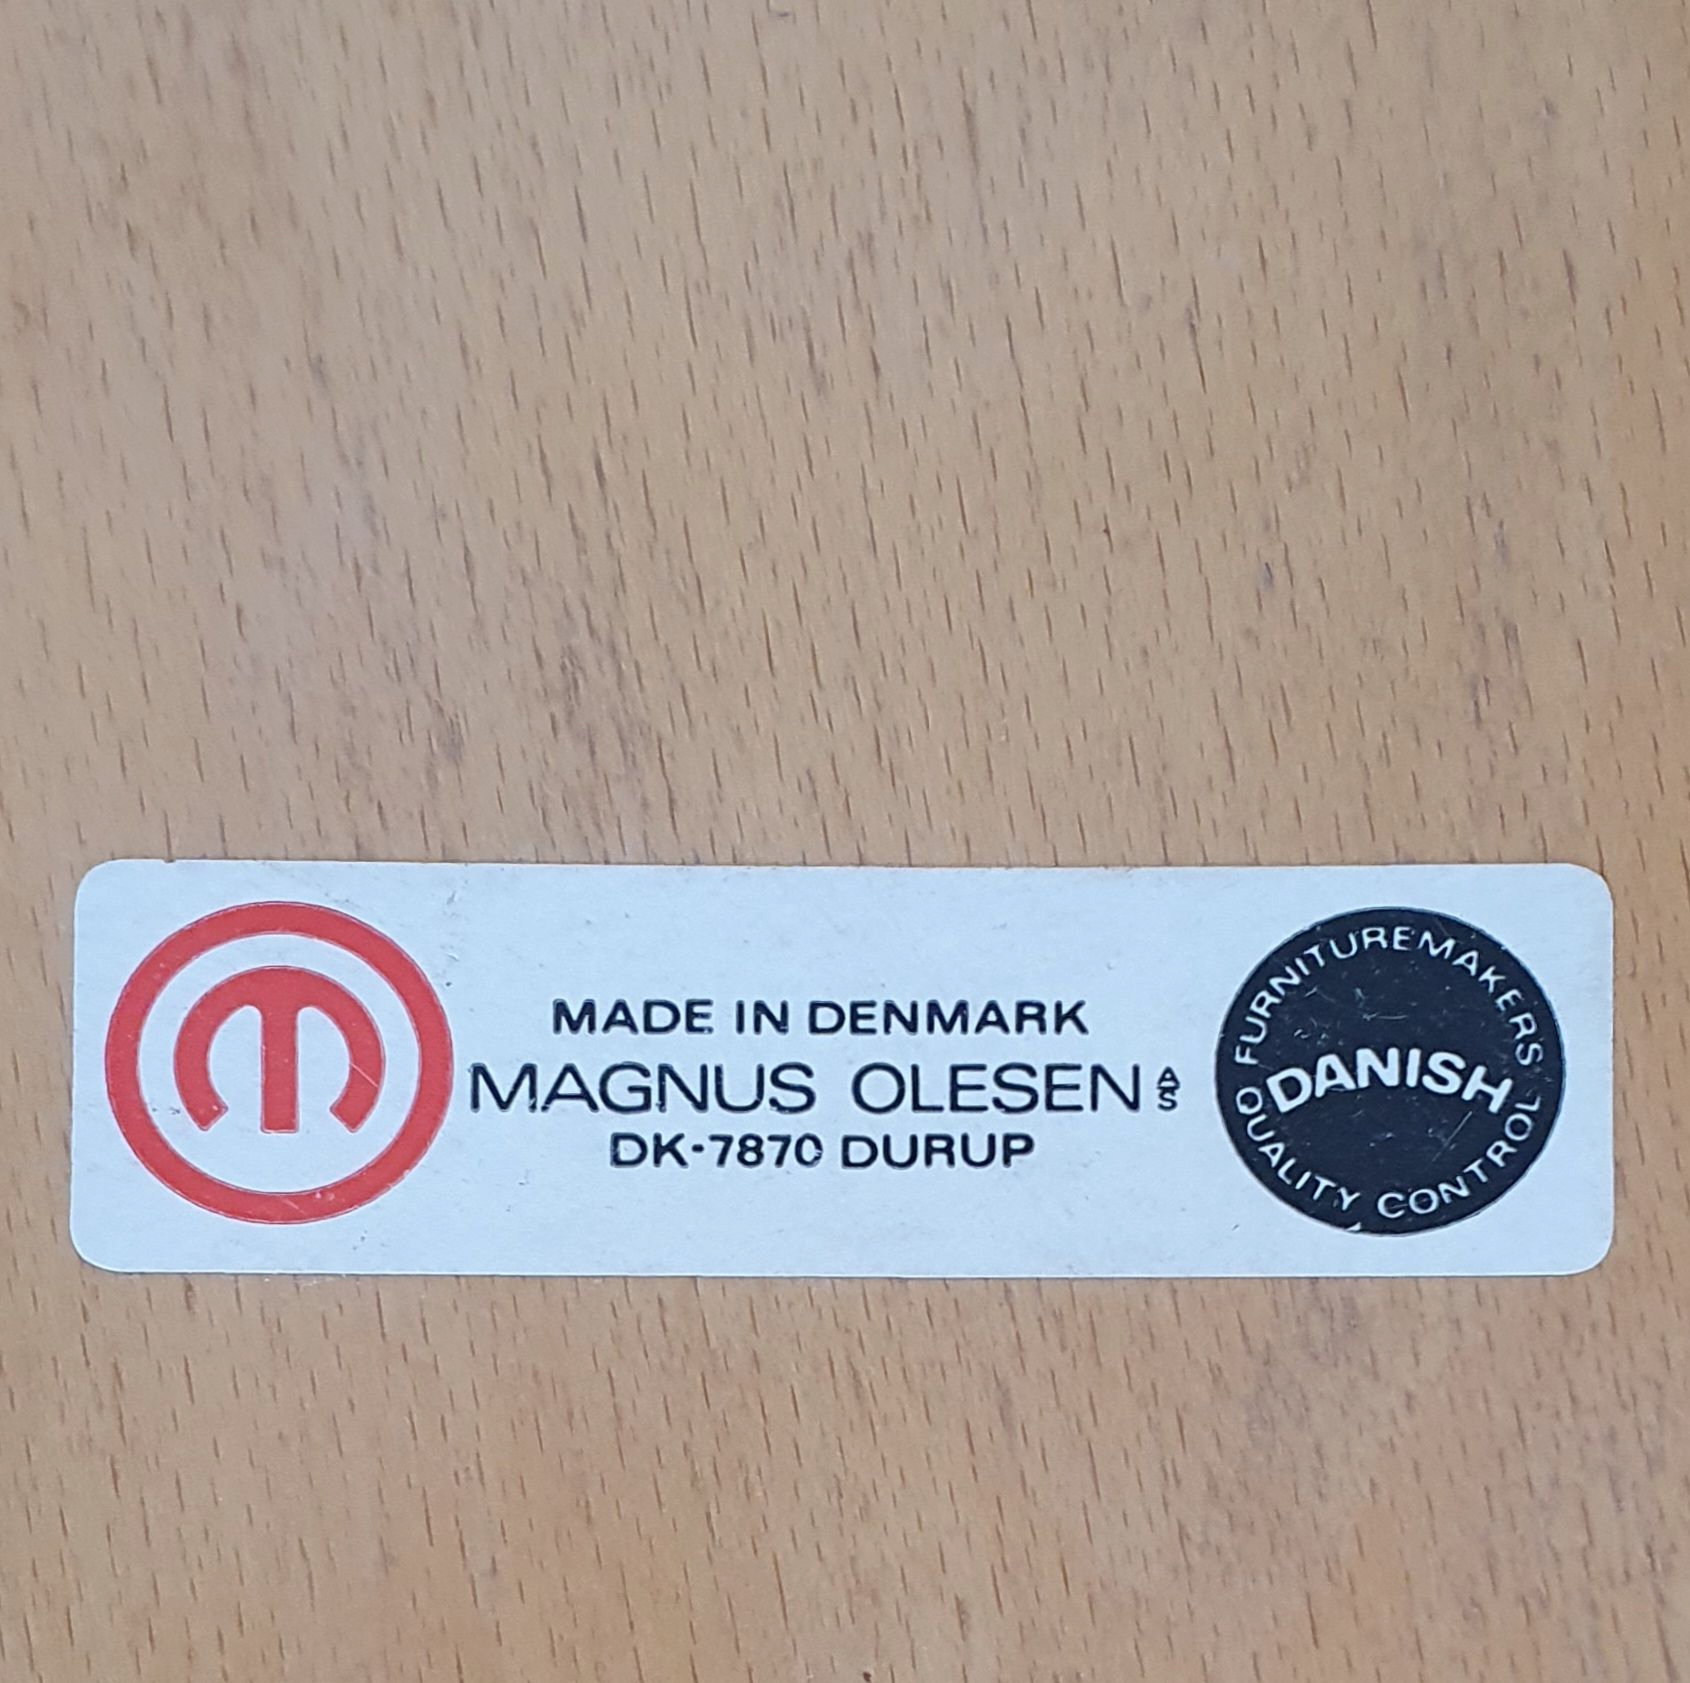 MADE IN DENMARK
MAGNUS OLESEN A/S
DK-7870 DURUP
FURNITUREMAKERS
DANISH
QUALITY CONTROL